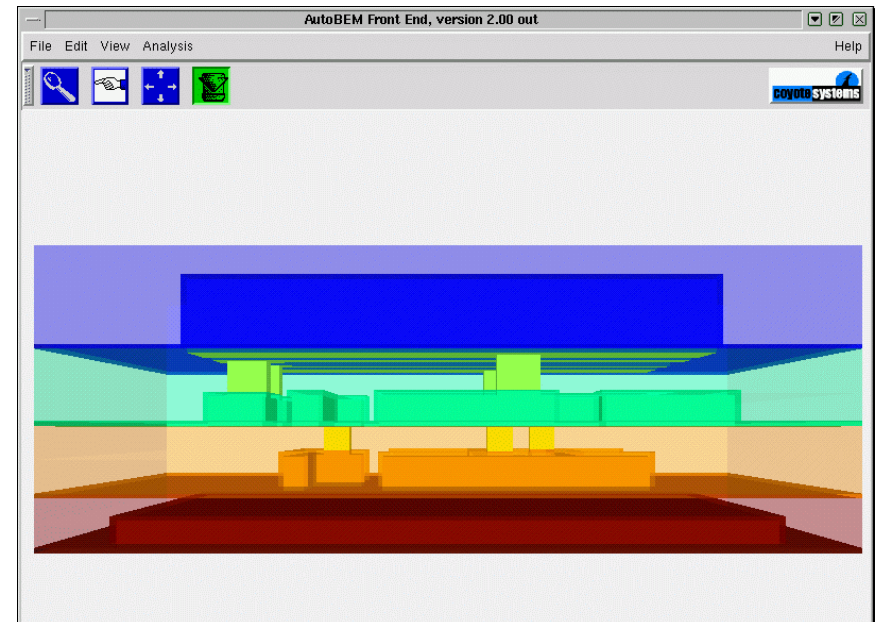 AutoBEM Front End, version 2.00 out
File Edit View Analysis Help
coyote systems